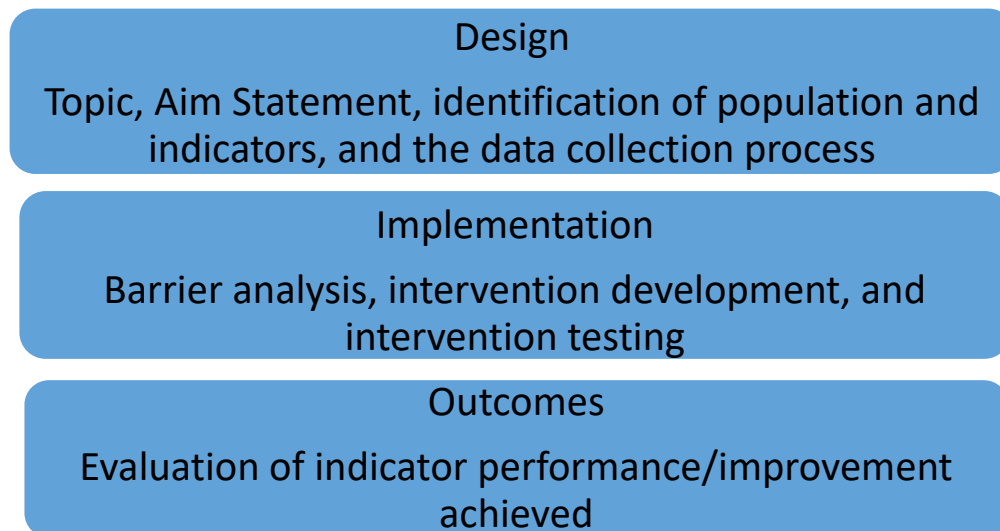 Design
Topic, Aim Statement, identification of population and
indicators, and the data collection process
Implementation
Barrier analysis, intervention development, and
intervention testing
Outcomes
Evaluation of indicator performance/improvement
achieved